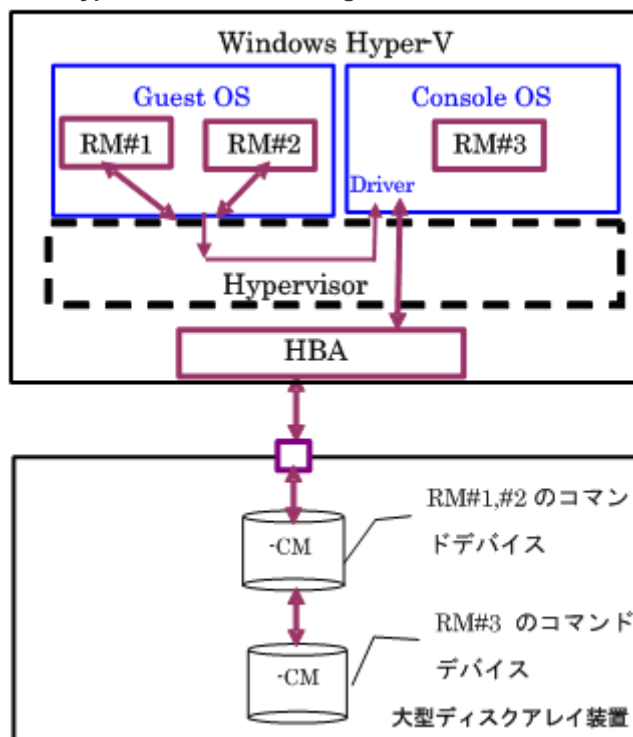 Windows Hyper-V
Guest OS
Console OS
RM#1
RM#2
RM#3
Driver
Hypervisor
HBA
RM#1,#2 のコマン
ドデバイス
-CM
RM#3 のコマンド
デバイス
-CM
大型ディスクアレイ装置